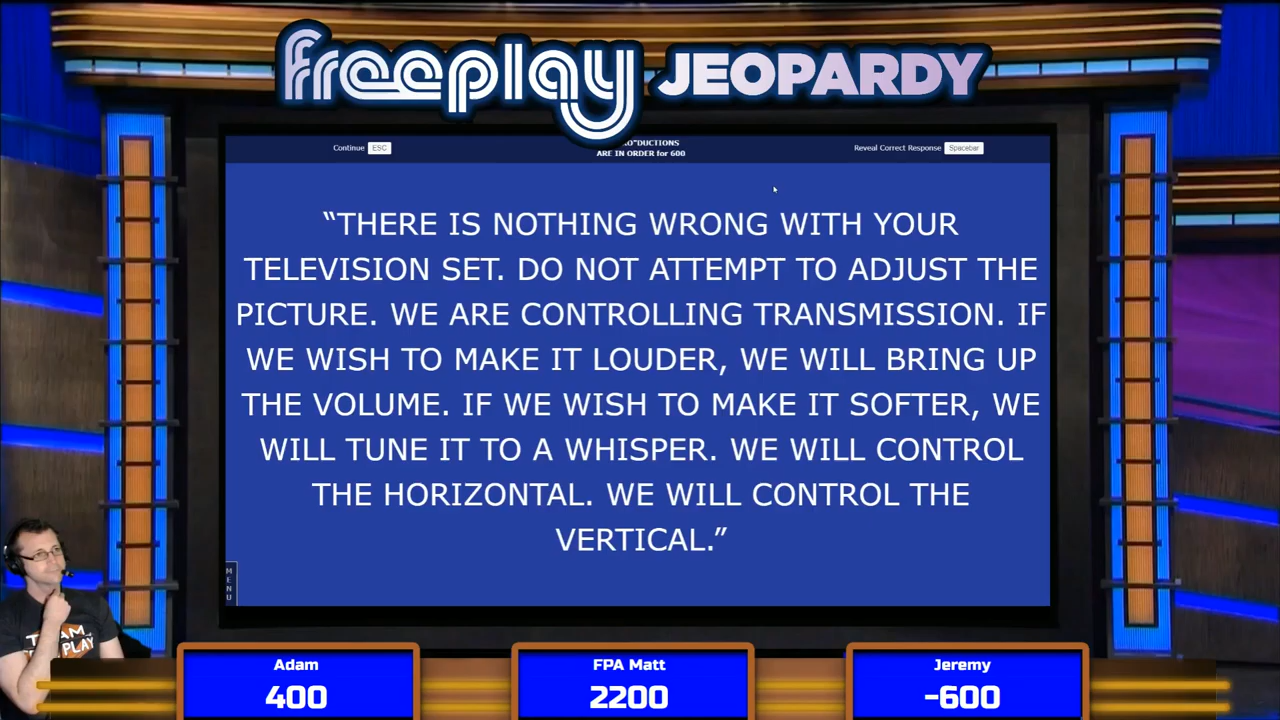 freeplay JEOPARDY
Continue ESC
RO"DUCTIONS
ARE IN ORDER for 600
Reveal Correct Response Spacebar
“THERE IS NOTHING WRONG WITH YOUR
TELEVISION SET. DO NOT ATTEMPT TO ADJUST THE
PICTURE. WE ARE CONTROLLING TRANSMISSION. IF
WE WISH TO MAKE IT LOUDER, WE WILL BRING UP
THE VOLUME. IF WE WISH TO MAKE IT SOFTER, WE
WILL TUNE IT TO A WHISPER. WE WILL CONTROL
THE HORIZONTAL. WE WILL CONTROL THE
VERTICAL.”
MENU
TEAM
PLAY
Adam
400
FPA Matt
2200
Jeremy
-600